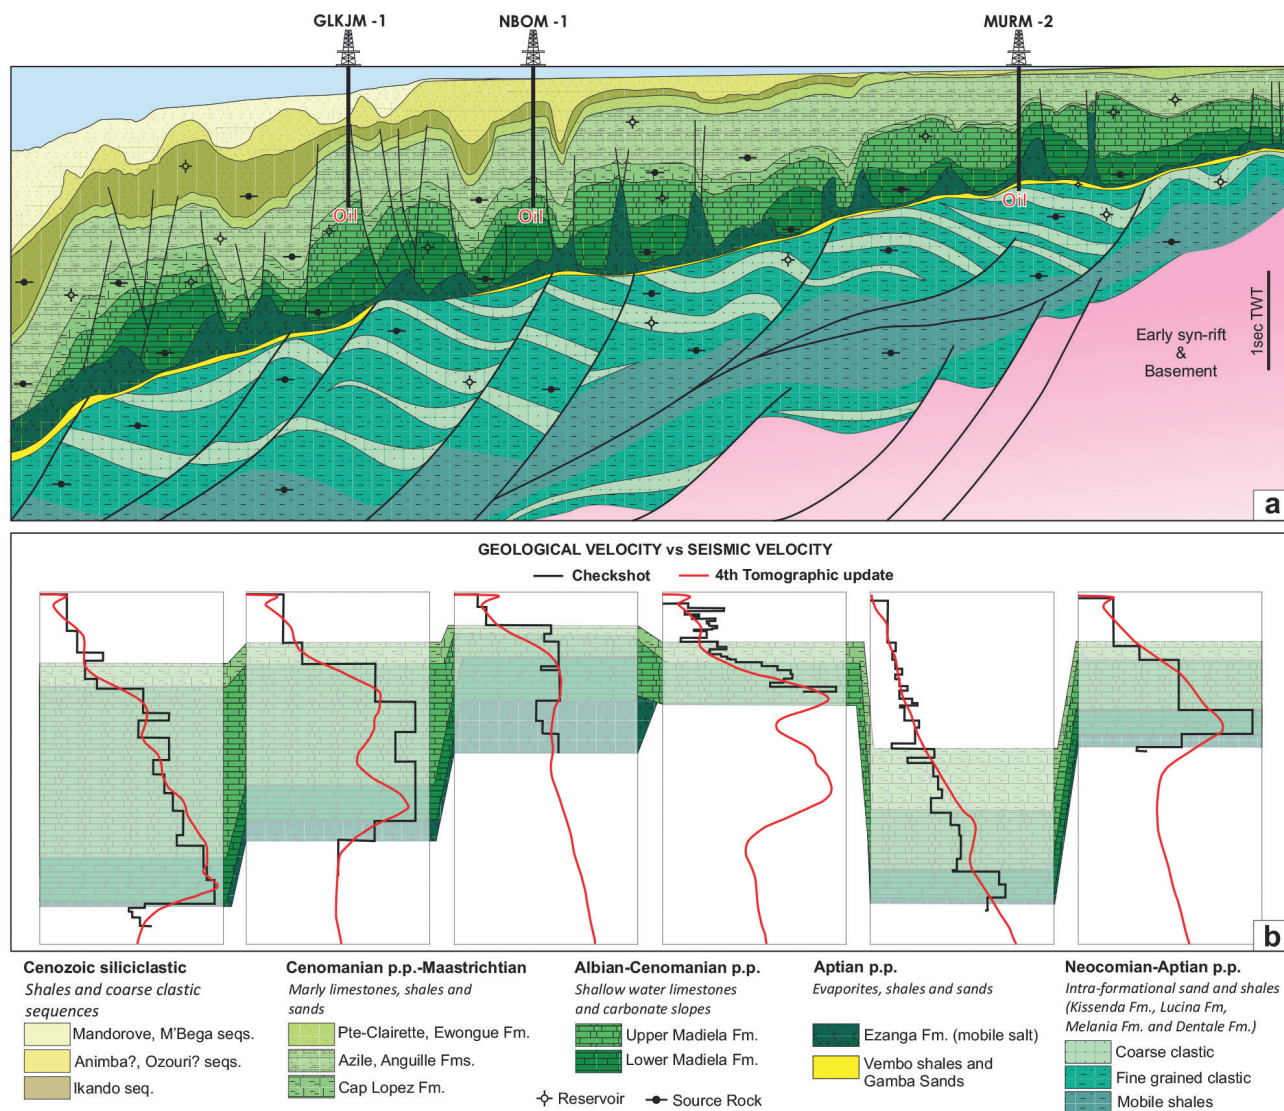 GLKJM -1
NBOM -1
MURM -2
Oil
Oil
Oil
Early syn-rift
&
Basement
1sec TWT
a
GEOLOGICAL VELOCITY vs SEISMIC VELOCITY
Checkshot
4th Tomographic update
b
Cenozoic siliciclastic
Shales and coarse clastic
sequences
Mandorove, M'Bega seqs.
Animba?, Ozouri? seqs.
Ikando seq.
Cenomanian p.p.-Maastrichtian
Marly limestones, shales and
sands
Pte-Clairette, Ewongue Fm.
Azile, Anguille Fms.
Cap Lopez Fm.
Albian-Cenomanian p.p.
Shallow water limestones
and carbonate slopes
Upper Madiela Fm.
Lower Madiela Fm.
Reservoir
Source Rock
Aptian p.p.
Evaporites, shales and sands
Ezanga Fm. (mobile salt)
Vembo shales and
Gamba Sands
Neocomian-Aptian p.p.
Intra-formational sand and shales
(Kissenda Fm., Lucina Fm,
Melania Fm. and Dentale Fm.)
Coarse clastic
Fine grained clastic
Mobile shales